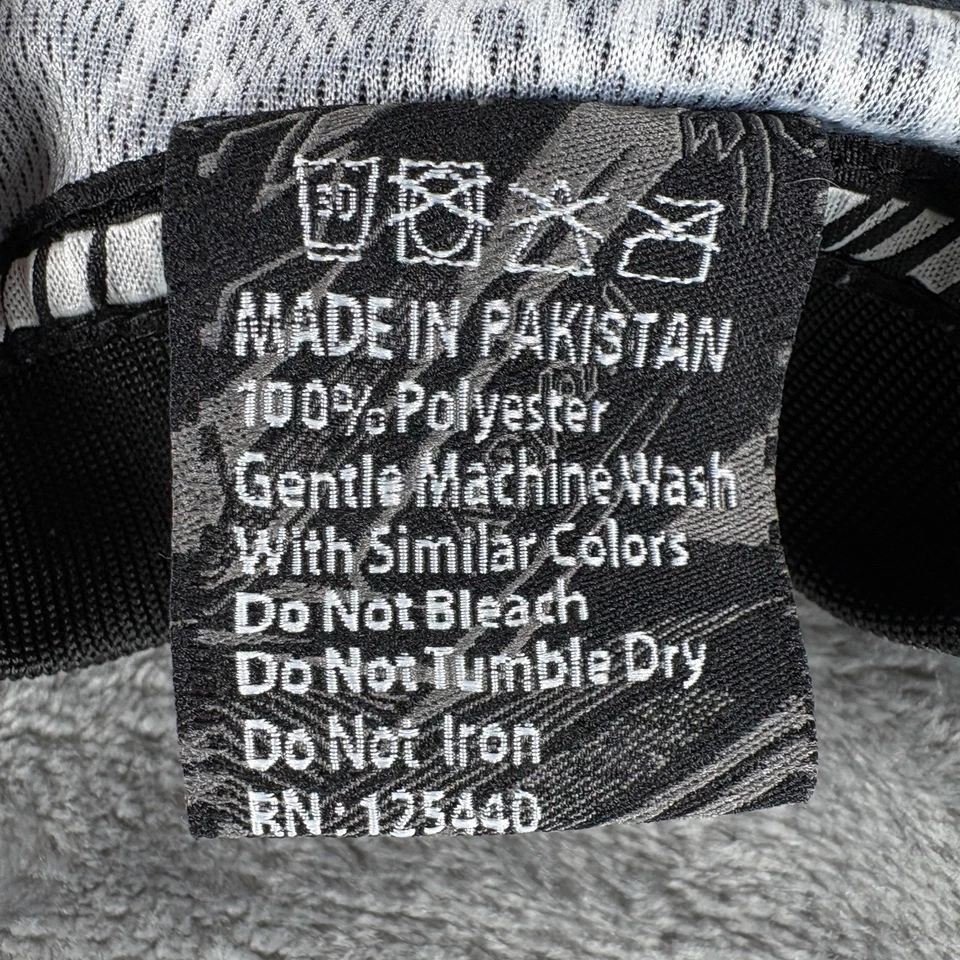 30
MADE IN PAKISTAN
100% Polyester
Gentle Machine Wash
With Similar Colors
Do Not Bleach
Do Not Tumble Dry
Do Not Iron
RN: 125440